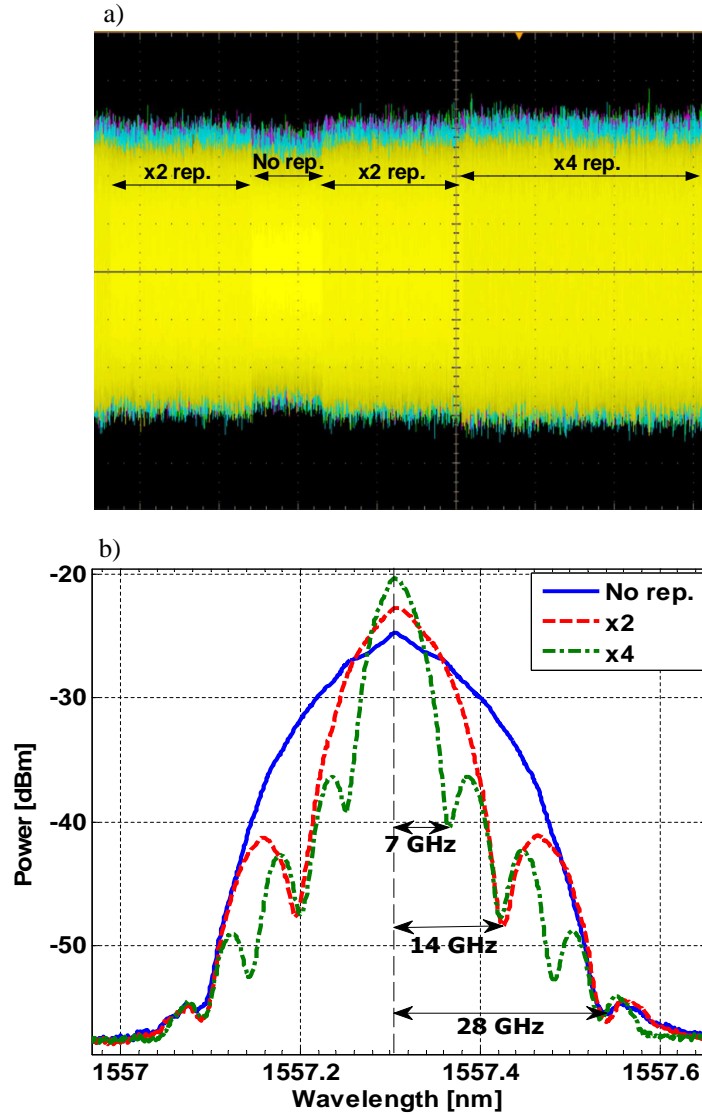 a)
No rep.
x2 rep.
x2 rep.
x4 rep.
b)
-20
-30
-40
-50
Power [dBm]
No rep.
x2
x4
7 GHz
14 GHz
28 GHz
1557
1557.2
1557.4
1557.6
Wavelength [nm]